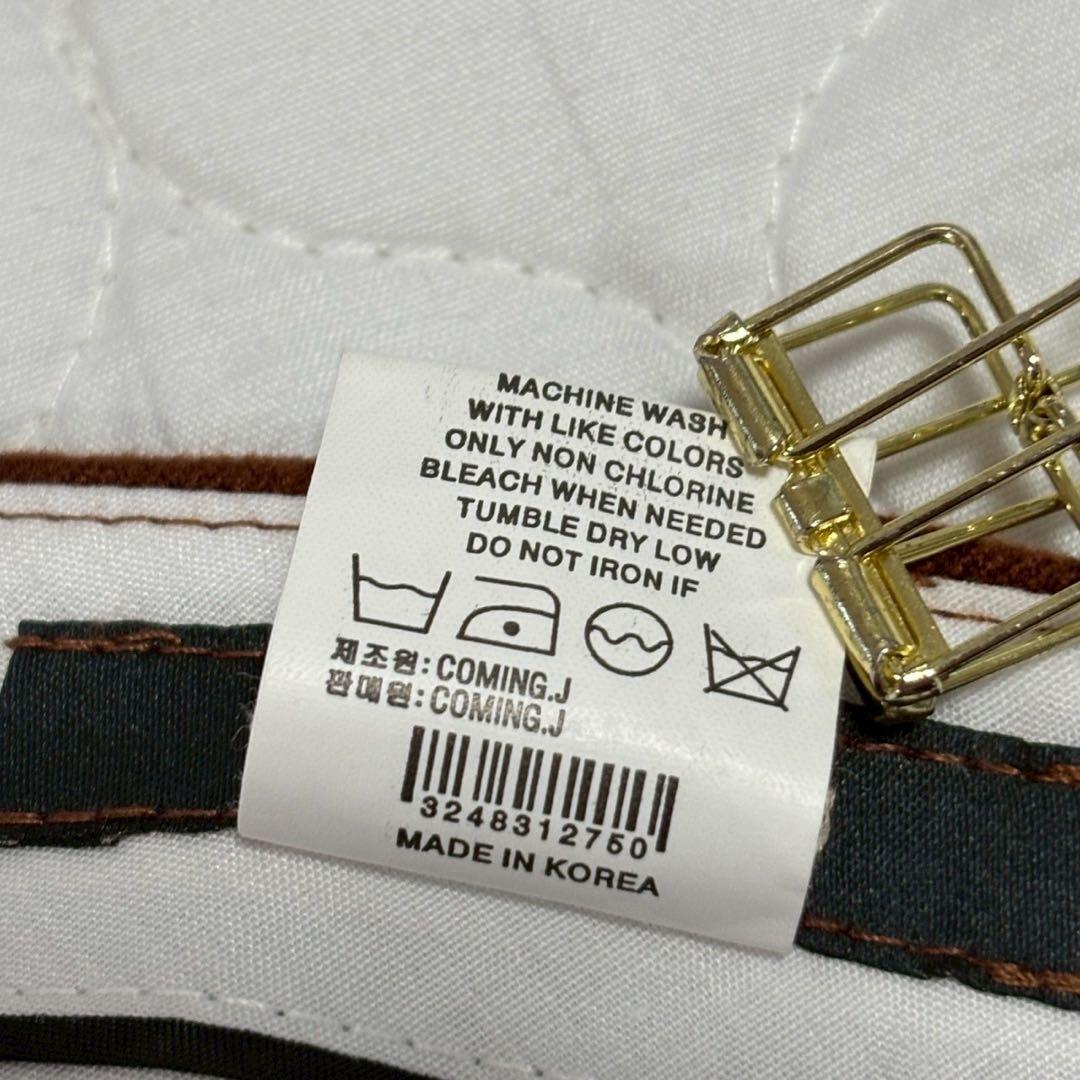 MACHINE WASH
WITH LIKE COLORS
ONLY NON CHLORINE
BLEACH WHEN NEEDED
TUMBLE DRY LOW
DO NOT IRON IF
제조원: COMING.J
판매원: COMING.J
3248312750
MADE IN KOREA